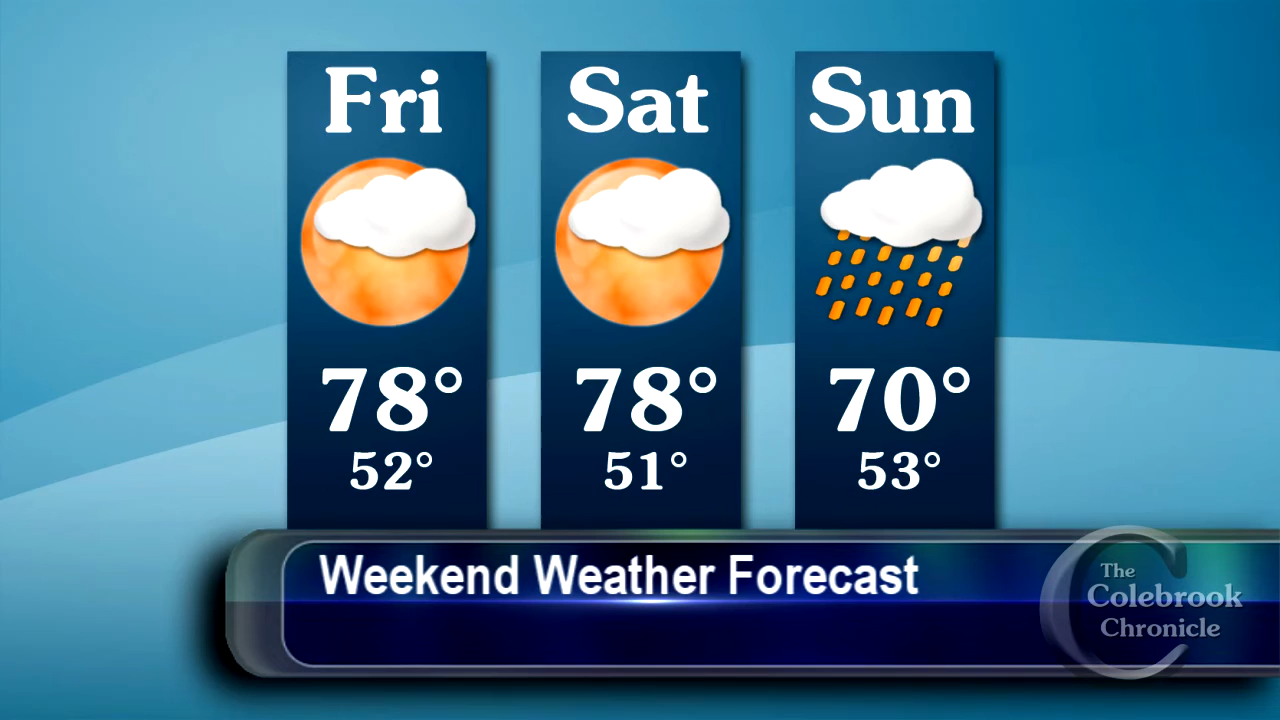 Fri
78°
52°
Sat
78°
51°
Sun
70°
53°
Weekend Weather Forecast
The
Colebrook
Chronicle